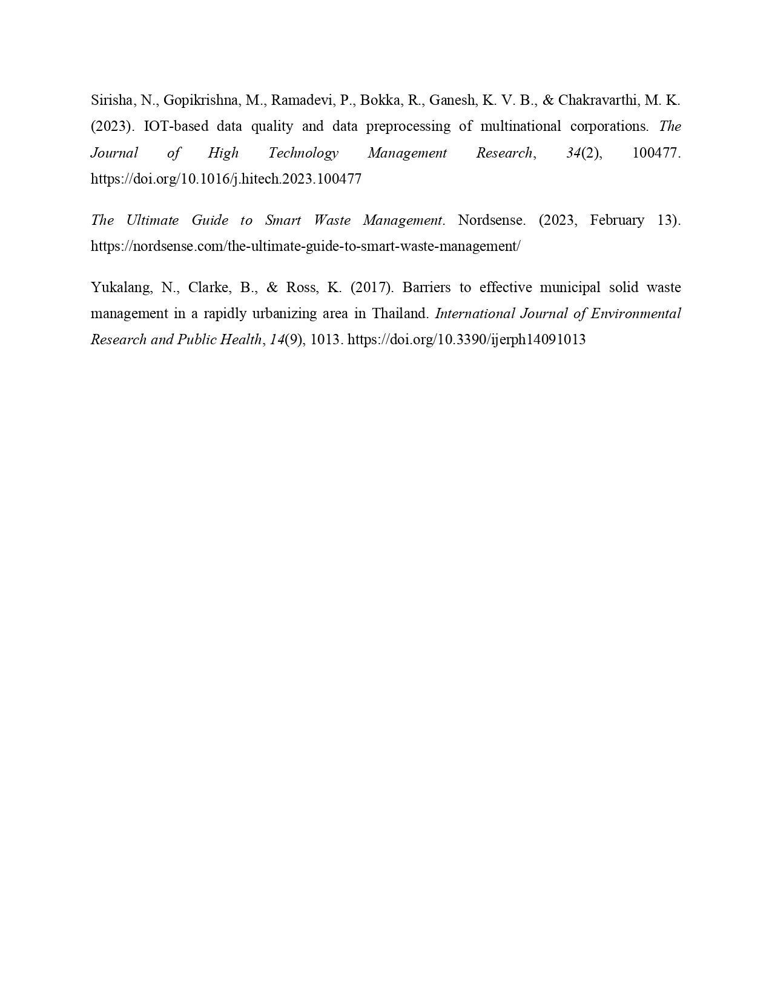 Sirisha, N., Gopikrishna, M., Ramadevi, P., Bokka, R., Ganesh, K. V. B., & Chakravarthi, M. K.
(2023). IOT-based data quality and data preprocessing of multinational corporations. The
Journal of High Technology Management Research, 34(2), 100477.
https://doi.org/10.1016/j.hitech.2023.100477
The Ultimate Guide to Smart Waste Management. Nordsense. (2023, February 13).
https://nordsense.com/the-ultimate-guide-to-smart-waste-management/
Yukalang, N., Clarke, B., & Ross, K. (2017). Barriers to effective municipal solid waste
management in a rapidly urbanizing area in Thailand. International Journal of Environmental
Research and Public Health, 14(9), 1013. https://doi.org/10.3390/ijerph14091013